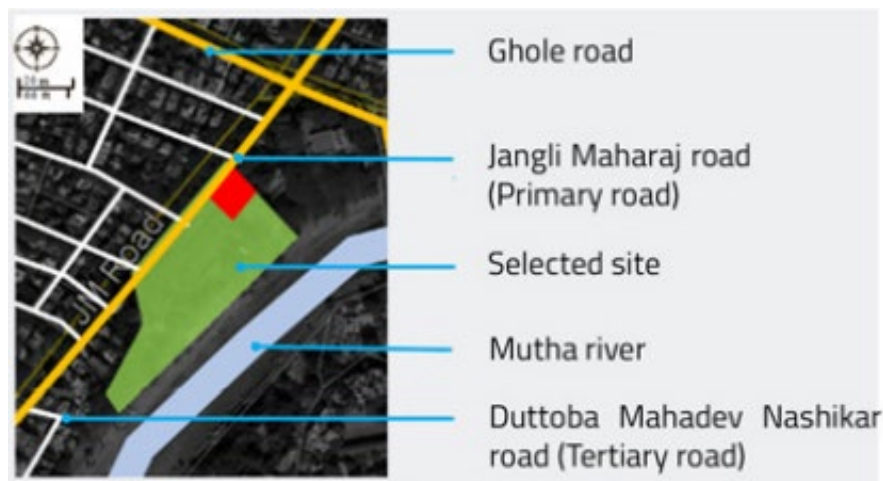 Ghole road
Jangli Maharaj road
(Primary road)
Selected site
JM Road
Mutha river
Duttoba Mahadev Nashikar
road (Tertiary road)